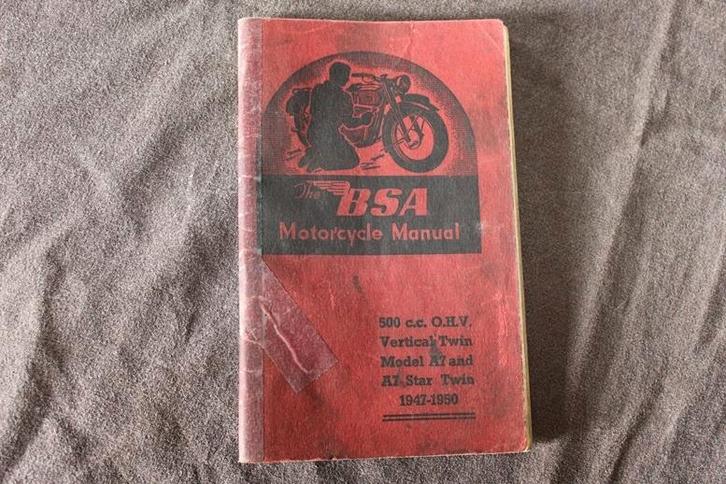 The BSA
Motorcycle Manual
500 c.c. O.H.V.
Vertical Twin
Model A7 and
A7 Star Twin
1947-1950